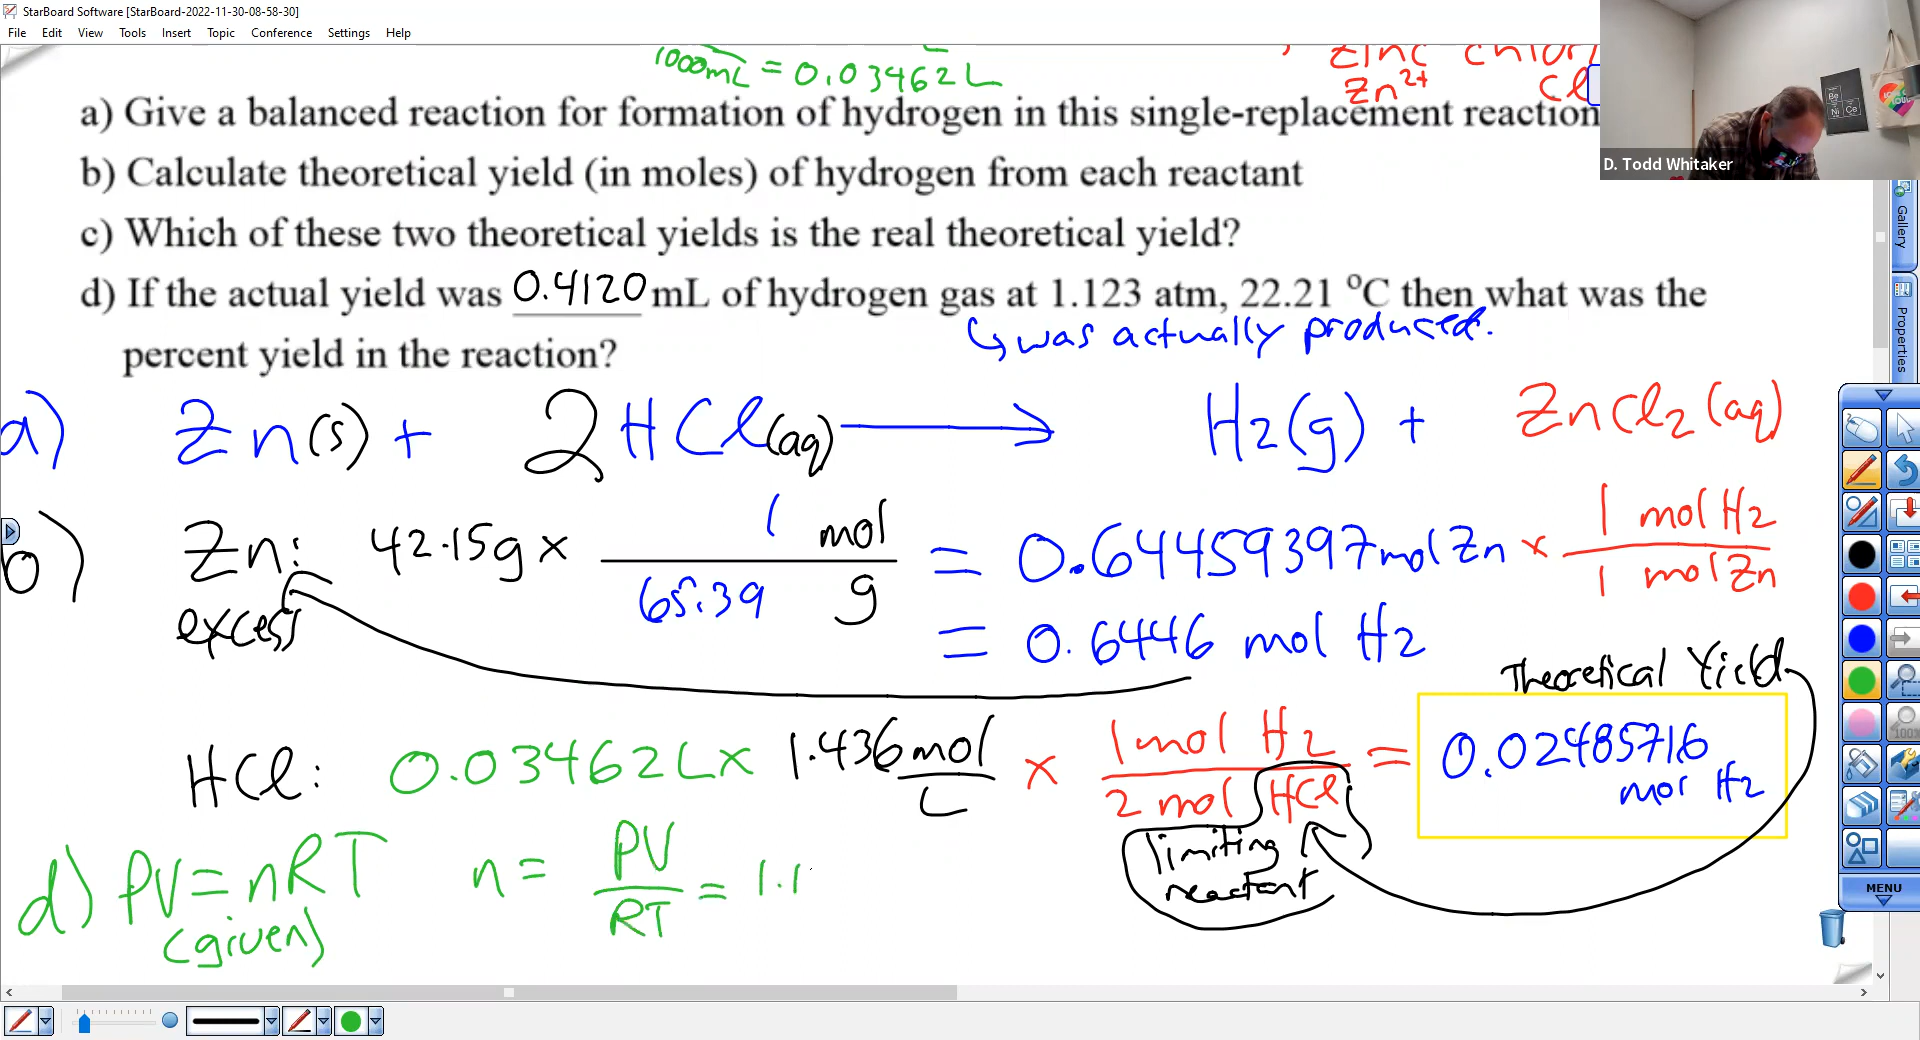 StarBoard Software [StarBoard-2022-11-30-08-58-30]
File Edit View Tools Insert Topic Conference Settings Help
1000mL = 0.03462L
Zn²⁺ Cl
a) Give a balanced reaction for formation of hydrogen in this single-replacement reaction
b) Calculate theoretical yield (in moles) of hydrogen from each reactant
c) Which of these two theoretical yields is the real theoretical yield?
d) If the actual yield was 0.4120 mL of hydrogen gas at 1.123 atm, 22.21 °C then what was the
↳ was actually produced.
percent yield in the reaction?
a) Zn(s) + 2HCl(aq) → H2(g) + ZnCl2(aq)
b) Zn: 42.15g x 1 mol / 65.39 g = 0.64459397 mol Zn x 1 mol H2 / 1 mol Zn
excess = 0.6446 mol H2
Theoretical Yield
HCl: 0.03462L x 1.436 mol / L x 1 mol H2 / 2 mol HCl = 0.02485716 mol H2
limiting
reactant
d) PV = nRT n = PV / RT = 1.1
(given)
D. Todd Whitaker
Be
Ni Ce
Gallery
Properties
100%
MENU